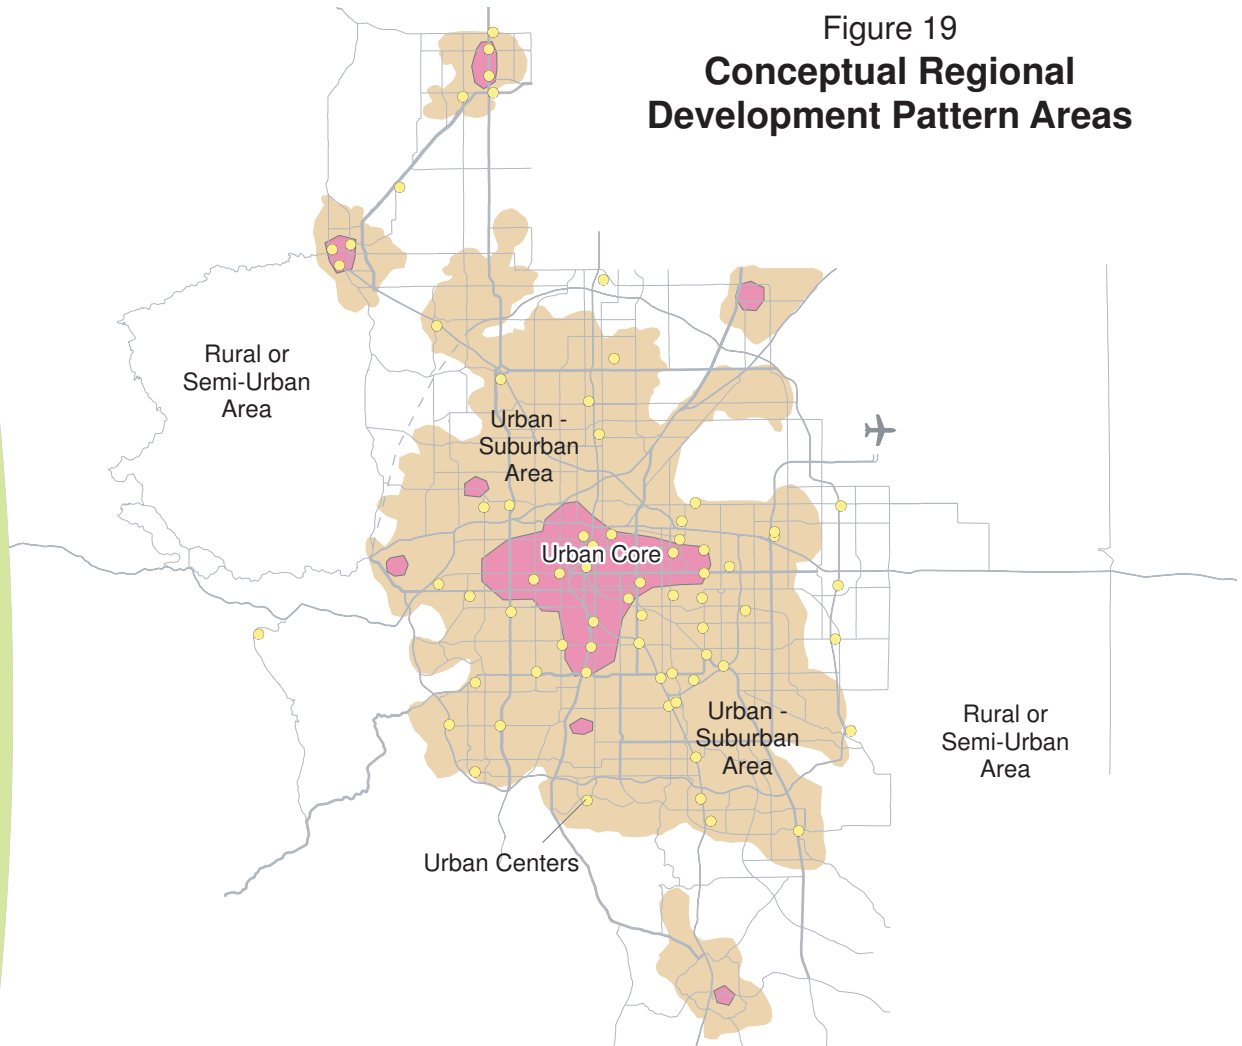 Figure 19
Conceptual Regional
Development Pattern Areas
Rural or
Semi-Urban
Area
Urban -
Suburban
Area
Urban Core
Urban -
Suburban
Area
Rural or
Semi-Urban
Area
Urban Centers